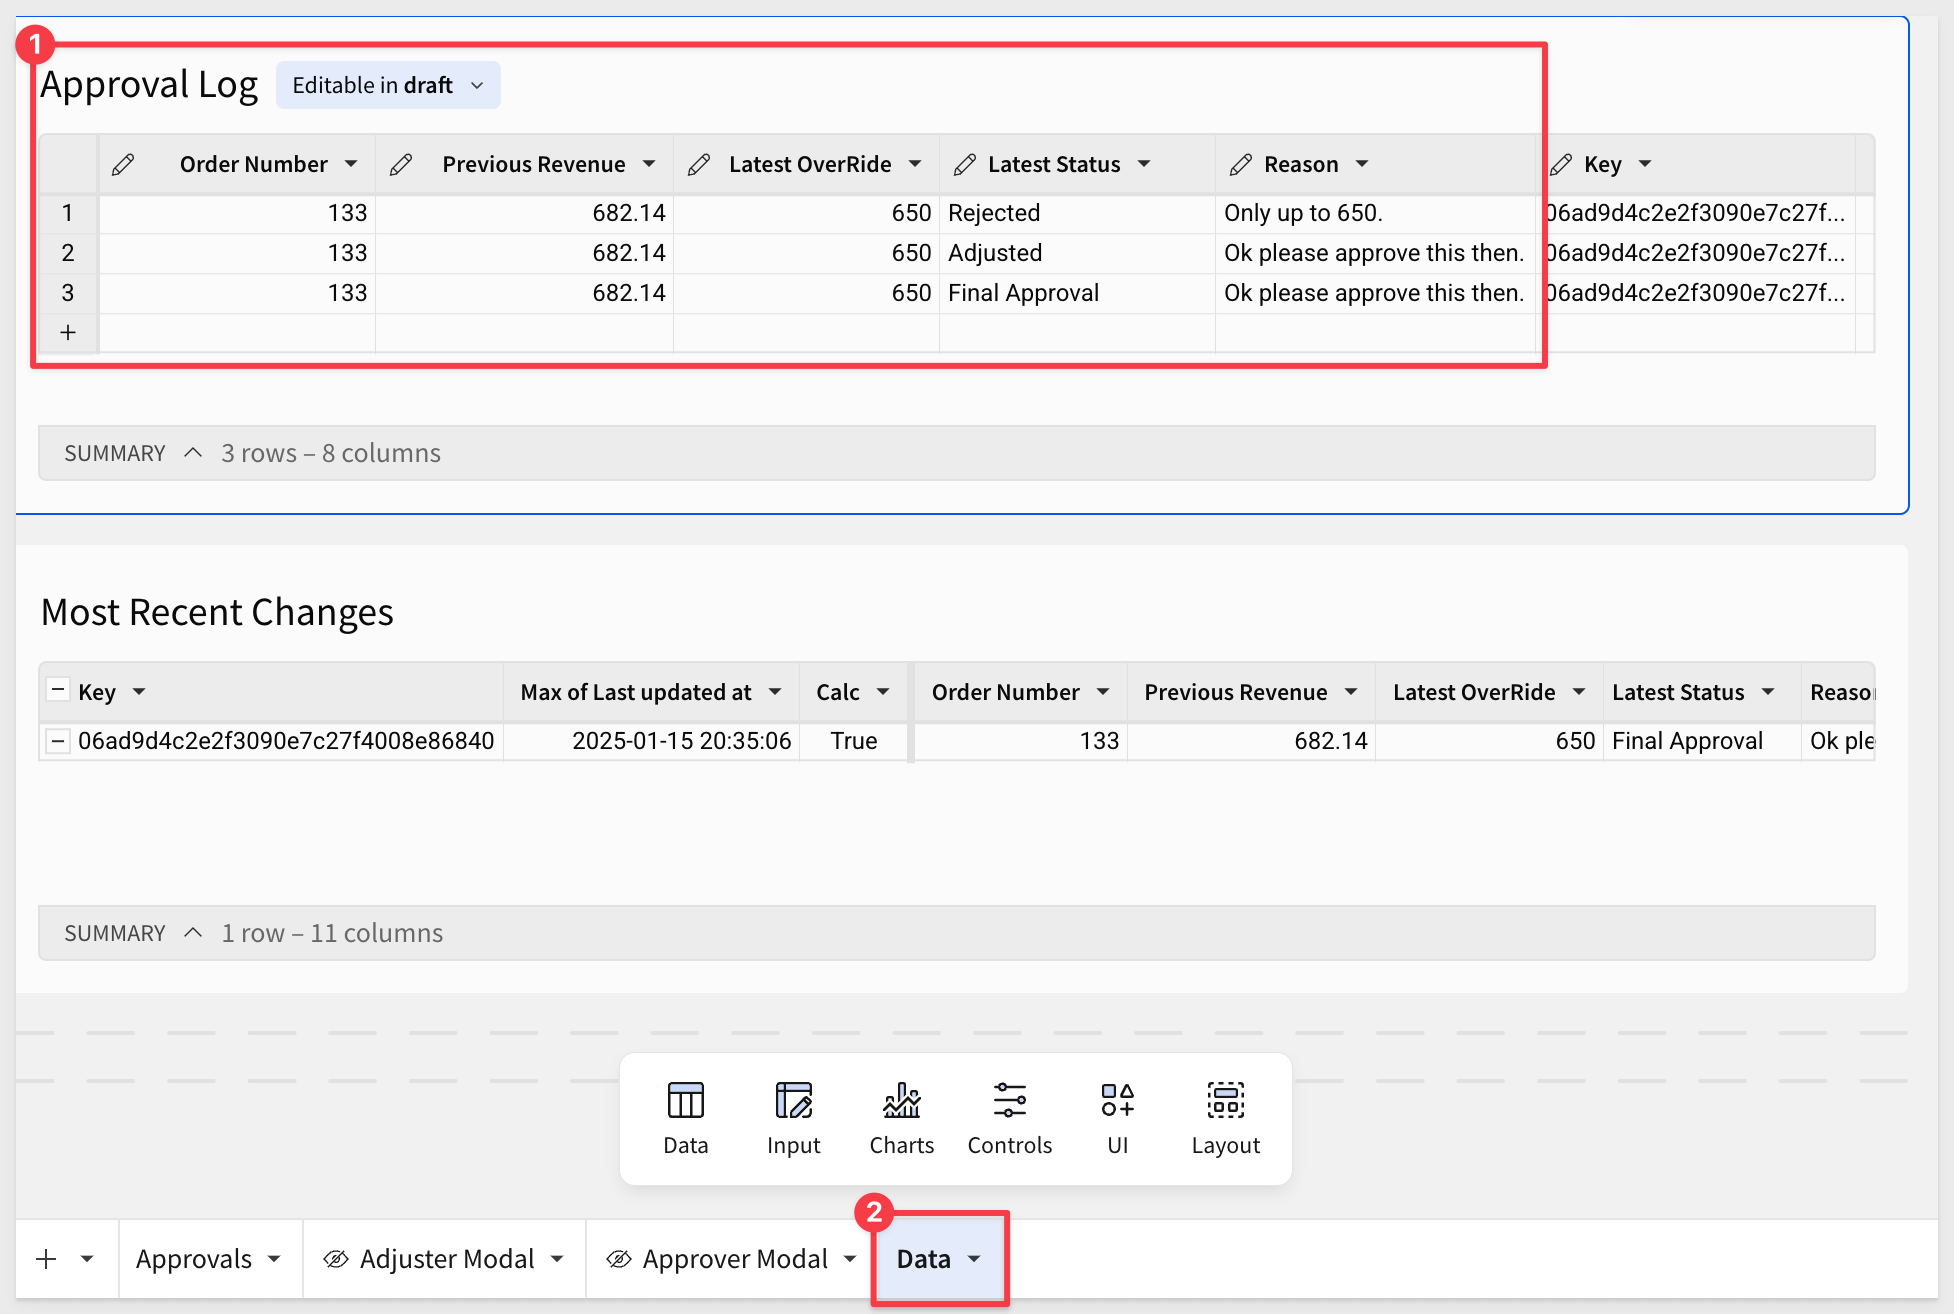 1
Approval Log Editable in draft
Order Number Previous Revenue Latest OverRide Latest Status Reason Key
1 133 682.14 650 Rejected Only up to 650. 06ad9d4c2e2f3090e7c27f...
2 133 682.14 650 Adjusted Ok please approve this then. 06ad9d4c2e2f3090e7c27f...
3 133 682.14 650 Final Approval Ok please approve this then. 06ad9d4c2e2f3090e7c27f...
+
SUMMARY 3 rows – 8 columns
Most Recent Changes
Key Max of Last updated at Calc Order Number Previous Revenue Latest OverRide Latest Status Reaso
06ad9d4c2e2f3090e7c27f4008e86840 2025-01-15 20:35:06 True 133 682.14 650 Final Approval Ok ple
SUMMARY 1 row – 11 columns
Data Input Charts Controls UI Layout
2
+ Approvals Adjuster Modal Approver Modal Data